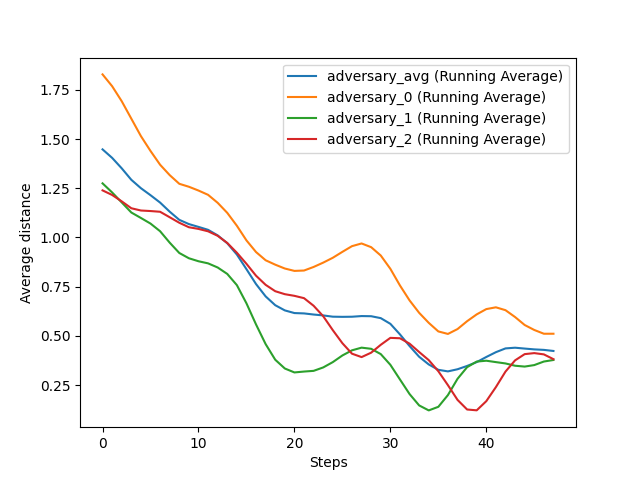 adversary_avg (Running Average)
adversary_0 (Running Average)
adversary_1 (Running Average)
adversary_2 (Running Average)
1.75
1.50
1.25
1.00
0.75
0.50
0.25
Average distance
0 10 20 30 40
Steps